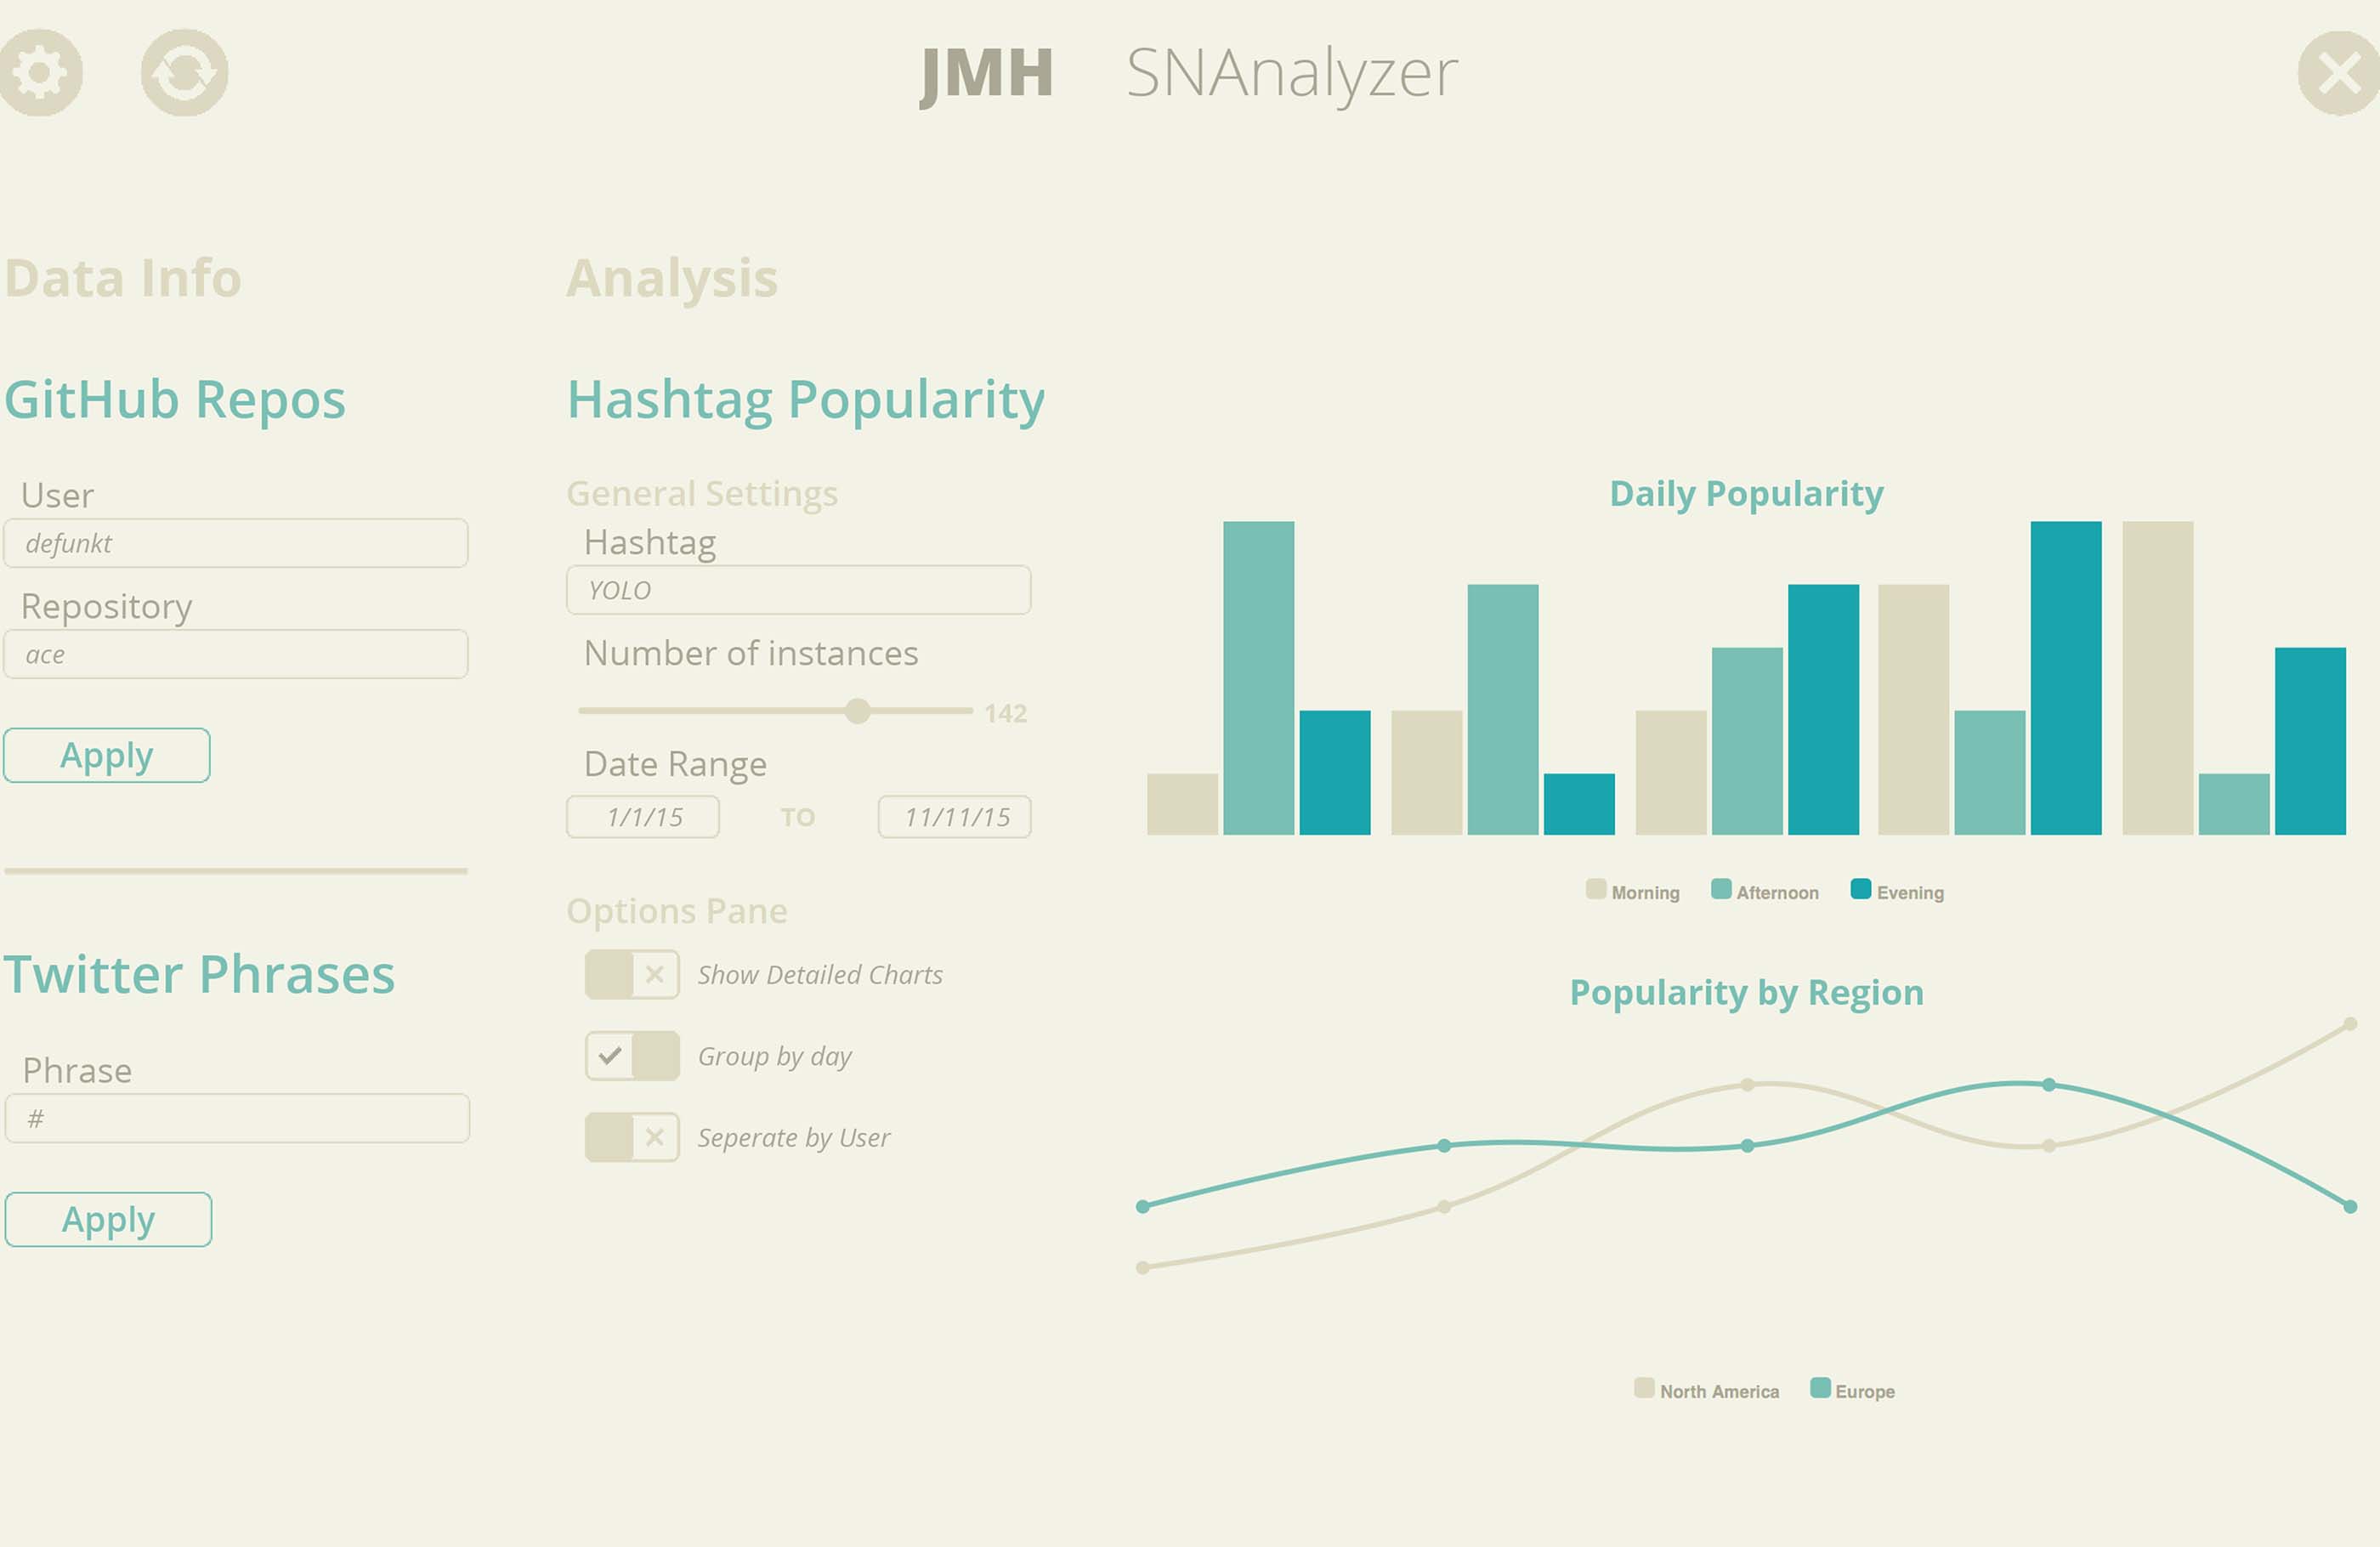 JMH SNAnalyzer
Data Info
GitHub Repos
User
defunkt
Repository
ace
Apply
Twitter Phrases
Phrase
#
Apply
Analysis
Hashtag Popularity
General Settings
Hashtag
YOLO
Number of instances
142
Date Range
1/1/15 TO 11/11/15
Options Pane
Show Detailed Charts
Group by day
Seperate by User
Daily Popularity
Morning Afternoon Evening
Popularity by Region
North America Europe